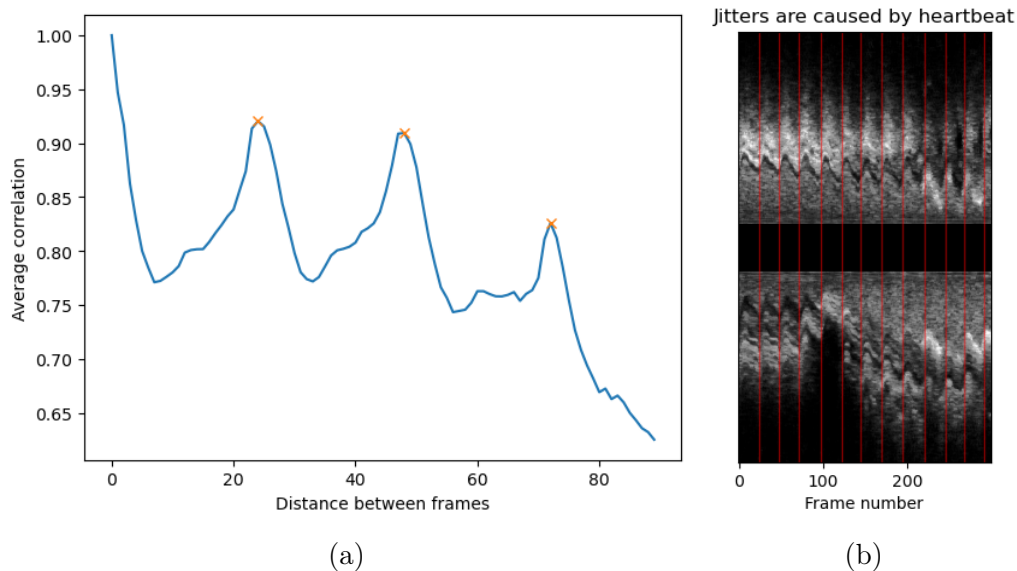 Jitters are caused by heartbeat
1.00
0.95
0.90
0.85
0.80
0.75
0.70
0.65
Average correlation
0 20 40 60 80
Distance between frames
0 100 200
Frame number
(a) (b)